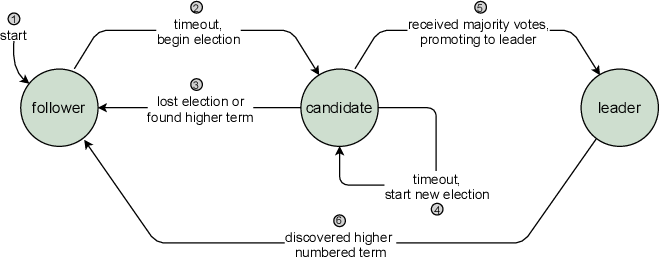 1
start
2
timeout,
begin election
5
received majority votes,
promoting to leader
3
lost election or
found higher term
follower
candidate
leader
timeout,
start new election
4
6
discovered higher
numbered term